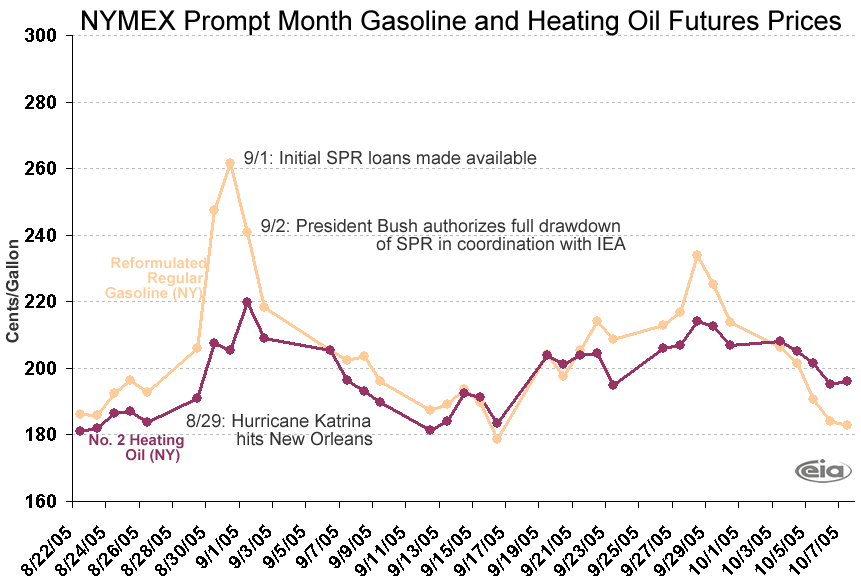 NYMEX Prompt Month Gasoline and Heating Oil Futures Prices
300
280
260
240
220
200
180
160
Cents/Gallon
9/1: Initial SPR loans made available
9/2: President Bush authorizes full drawdown
of SPR in coordination with IEA
Reformulated
Regular
Gasoline (NY)
8/29: Hurricane Katrina
hits New Orleans
No. 2 Heating
Oil (NY)
eia
8/22/05
8/24/05
8/26/05
8/28/05
8/30/05
9/1/05
9/3/05
9/5/05
9/7/05
9/9/05
9/11/05
9/13/05
9/15/05
9/17/05
9/19/05
9/21/05
9/23/05
9/25/05
9/27/05
9/29/05
10/1/05
10/3/05
10/5/05
10/7/05